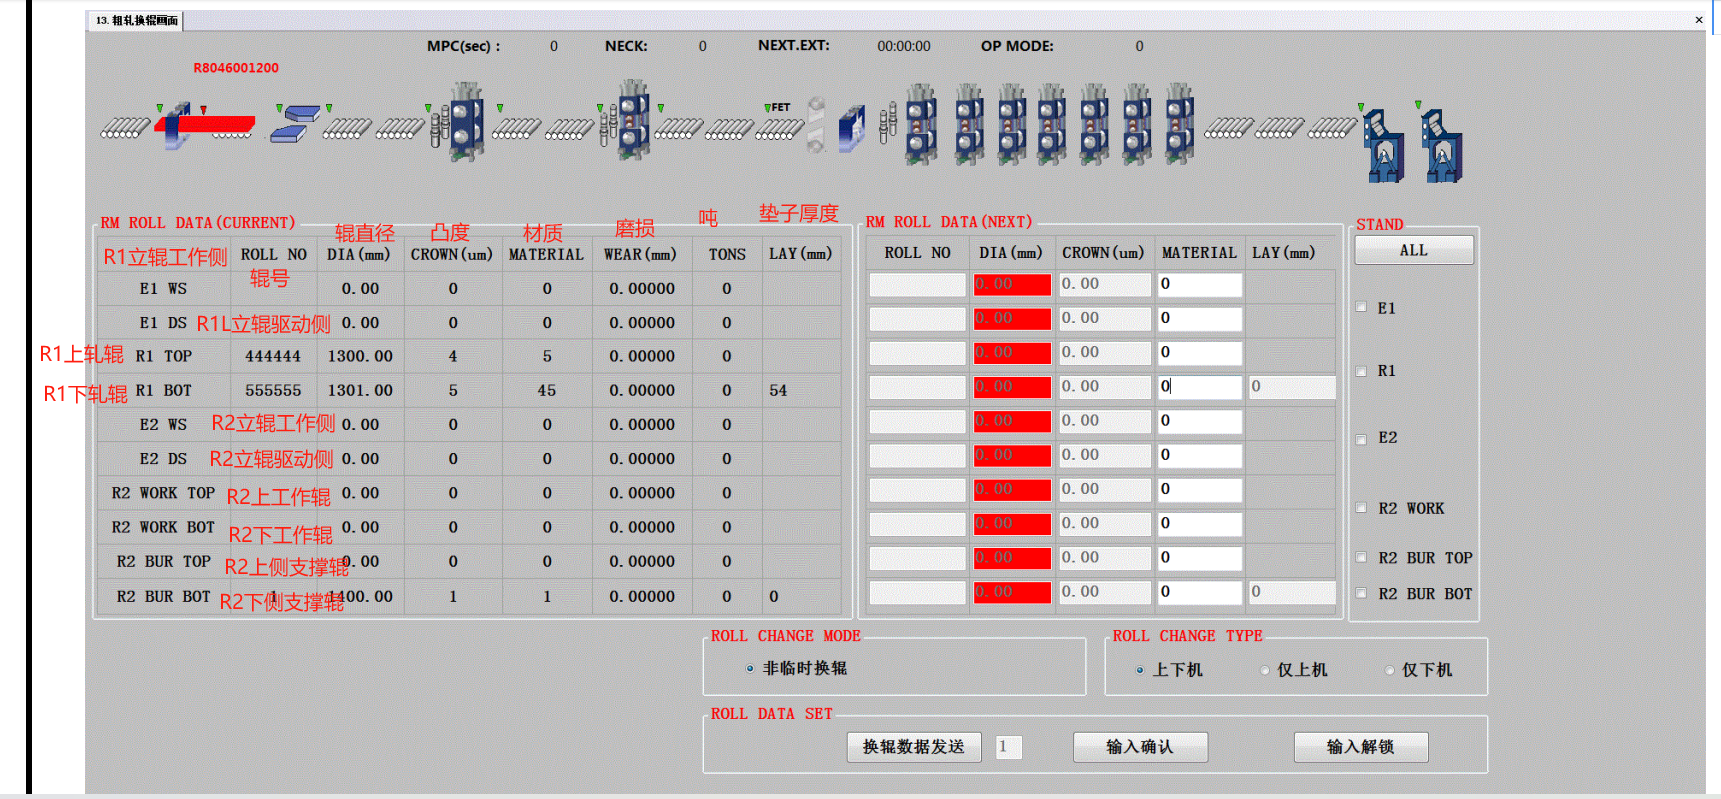 13. 粗轧换辊画面
×
MPC(sec) : 0 NECK: 0 NEXT.EXT: 00:00:00 OP MODE: 0
R8046001200
FET
RM ROLL DATA(CURRENT)
辊直径 凸度 材质 磨损 吨 垫子厚度
R1立辊工作侧 ROLL NO DIA(mm) CROWN(um) MATERIAL WEAR(mm) TONS LAY(mm)
辊号
E1 WS 0.00 0 0 0.00000 0
E1 DS R1L立辊驱动侧 0.00 0 0 0.00000 0
R1上轧辊 R1 TOP 444444 1300.00 4 5 0.00000 0
R1下轧辊 R1 BOT 555555 1301.00 5 45 0.00000 0 54
E2 WS R2立辊工作侧 0.00 0 0 0.00000 0
E2 DS R2立辊驱动侧 0.00 0 0 0.00000 0
R2 WORK TOP R2上工作辊 0.00 0 0 0.00000 0
R2 WORK BOT R2下工作辊 0.00 0 0 0.00000 0
R2 BUR TOP R2上侧支撑辊 0.00 0 0 0.00000 0
R2 BUR BOT R2下侧支撑辊 1 1400.00 1 1 0.00000 0 0
RM ROLL DATA(NEXT)
ROLL NO DIA(mm) CROWN(um) MATERIAL LAY(mm)
0.00 0.00 0
0.00 0.00 0
0.00 0.00 0
0.00 0.00 0 0
0.00 0.00 0
0.00 0.00 0
0.00 0.00 0
0.00 0.00 0
0.00 0.00 0
0.00 0.00 0 0
STAND
ALL
E1
R1
E2
R2 WORK
R2 BUR TOP
R2 BUR BOT
ROLL CHANGE MODE
非临时换辊
ROLL CHANGE TYPE
上下机 仅上机 仅下机
ROLL DATA SET
换辊数据发送 1 输入确认 输入解锁